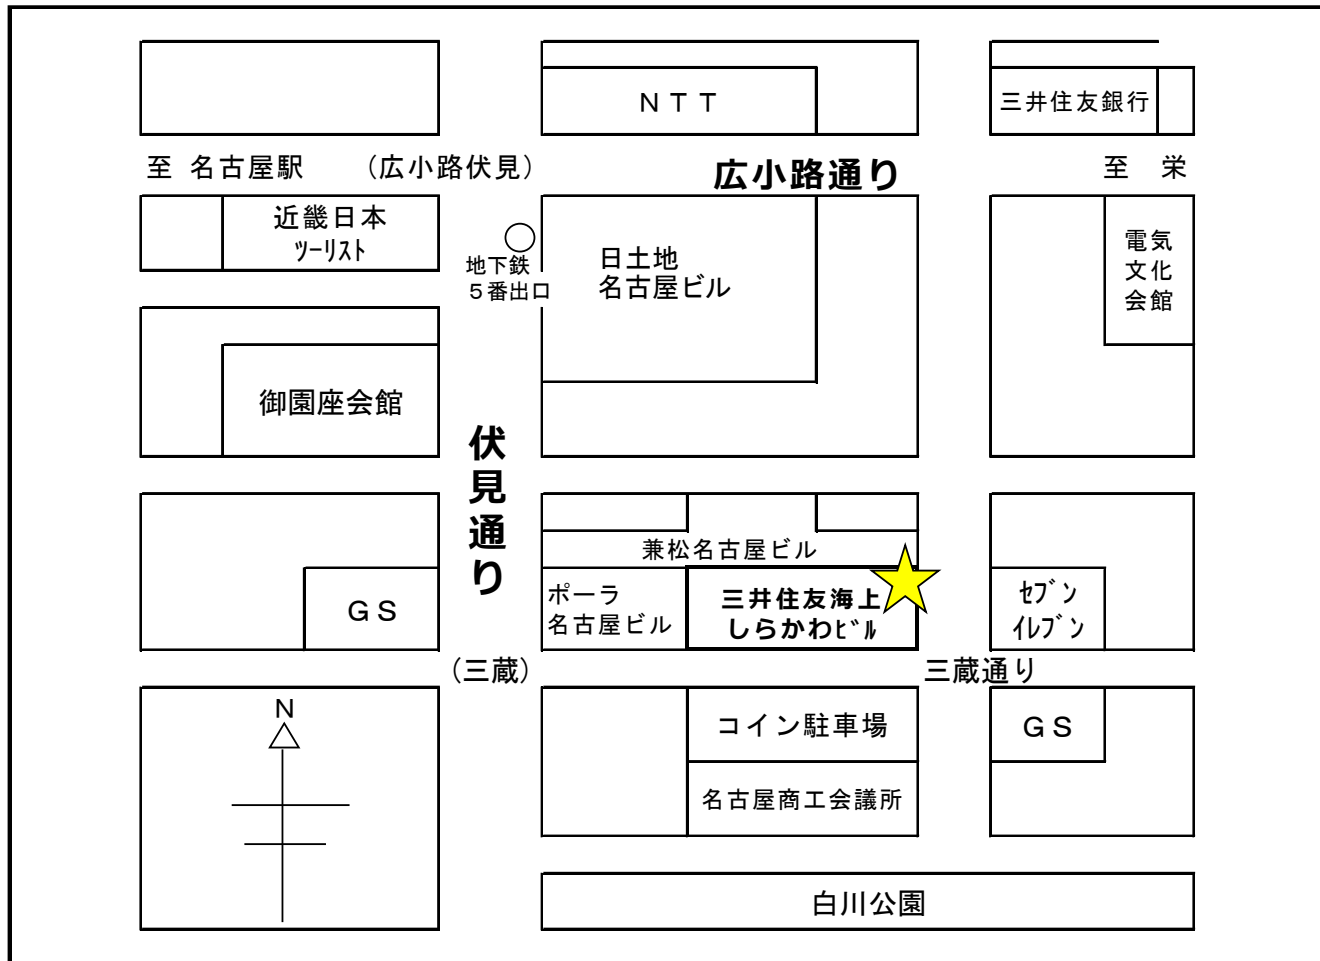 ＮＴＴ
三井住友銀行
至 名古屋駅
（広小路伏見）
広小路通り
至 栄
近畿日本
ﾂｰﾘｽﾄ
地下鉄
５番出口
日土地
名古屋ビル
電気
文化
会館
御園座会館
伏見通り
兼松名古屋ビル
ＧＳ
ポーラ
名古屋ビル
三井住友海上
しらかわﾋﾞﾙ
ｾﾌﾞﾝ
ｲﾚﾌﾞﾝ
（三蔵）
三蔵通り
N
コイン駐車場
ＧＳ
名古屋商工会議所
白川公園